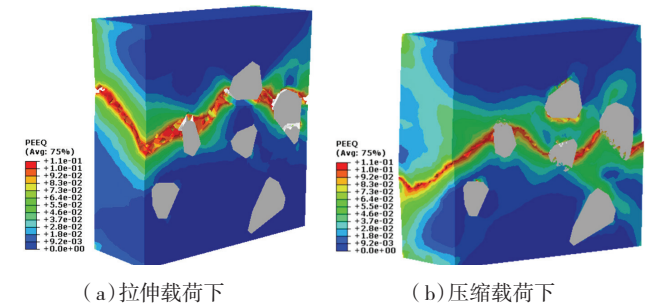 PEEQ
(Avg: 75%)
+1.1e-01
+1.0e-01
+9.2e-02
+8.3e-02
+7.3e-02
+6.4e-02
+5.5e-02
+4.6e-02
+3.7e-02
+2.8e-02
+1.8e-02
+9.2e-03
+0.0e+00
PEEQ
(Avg: 75%)
+1.1e-01
+1.0e-01
+9.2e-02
+8.3e-02
+7.3e-02
+6.4e-02
+5.5e-02
+4.6e-02
+3.7e-02
+2.8e-02
+1.8e-02
+9.2e-03
+0.0e+00
(a)拉伸载荷下
(b)压缩载荷下